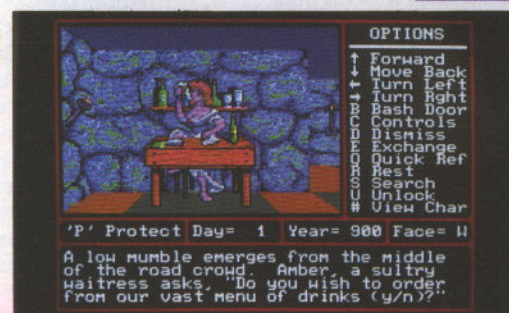 OPTIONS
↑ Forward
↓ Move Back
← Turn Left
→ Turn Rght
B Bash Door
C Controls
D Dismiss
E Exchange
Q Quick Ref
R Rest
S Search
U Unlock
# View Char
'P' Protect Day= 1 Year= 900 Face= W
A low mumble emerges from the middle
of the road crowd. Amber, a sultry
waitress asks, "Do you wish to order
from our vast menu of drinks (y/n)?"